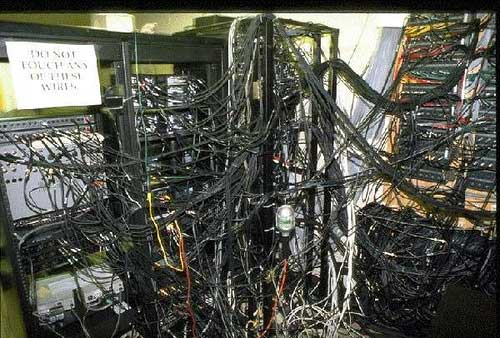 DO NOT
TOUCH ANY
OF THESE
WIRES.